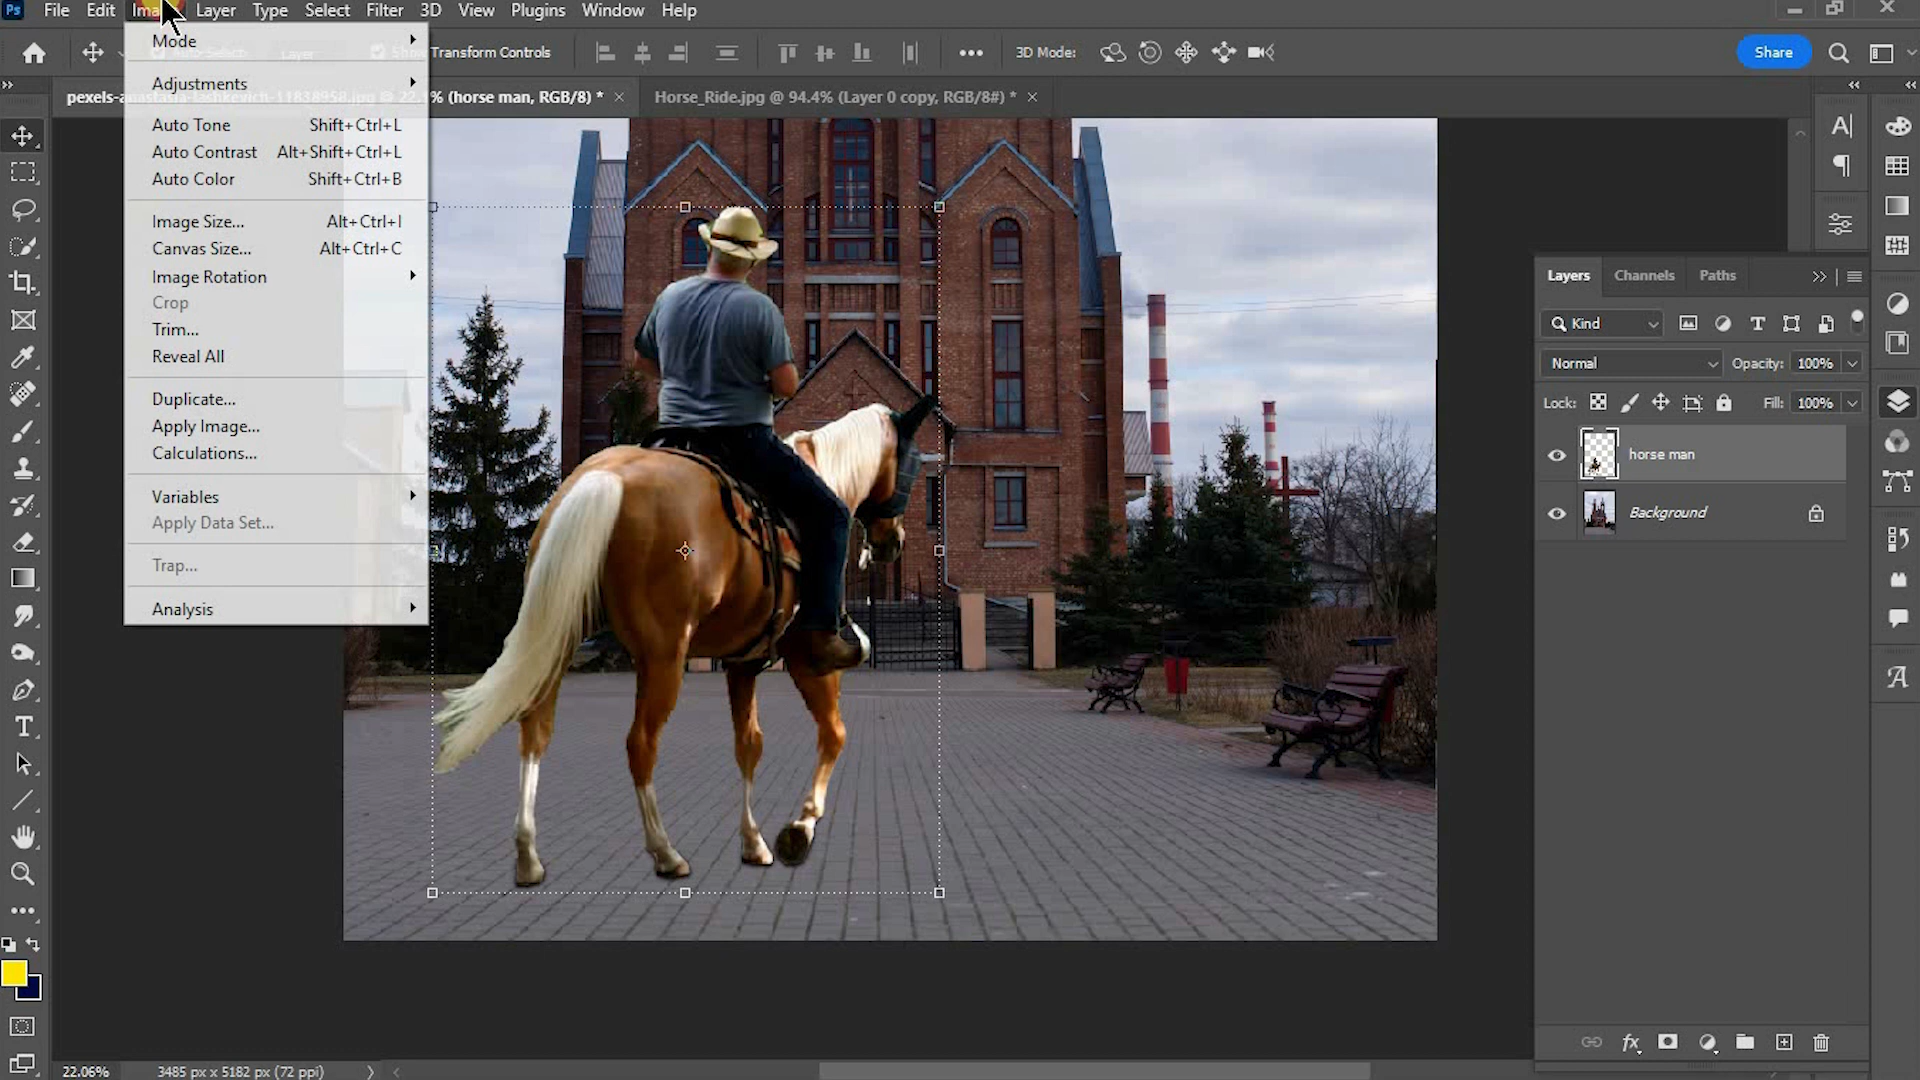 Ps File Edit Layer Type Select Filter 3D View Plugins Window Help
Transform Controls 3D Mode: Share
% (horse man, RGB/8) * Horse_Ride.jpg @ 94.4% (Layer 0 copy, RGB/8#) *
Mode
Adjustments
Auto Tone Shift+Ctrl+L
Auto Contrast Alt+Shift+Ctrl+L
Auto Color Shift+Ctrl+B
Image Size... Alt+Ctrl+I
Canvas Size... Alt+Ctrl+C
Image Rotation
Crop
Trim...
Reveal All
Duplicate...
Apply Image...
Calculations...
Variables
Apply Data Set...
Trap...
Analysis
Layers Channels Paths
Kind
Normal Opacity: 100%
Lock: Fill: 100%
horse man
Background
22.06% 3485 px x 5182 px (72 ppi)